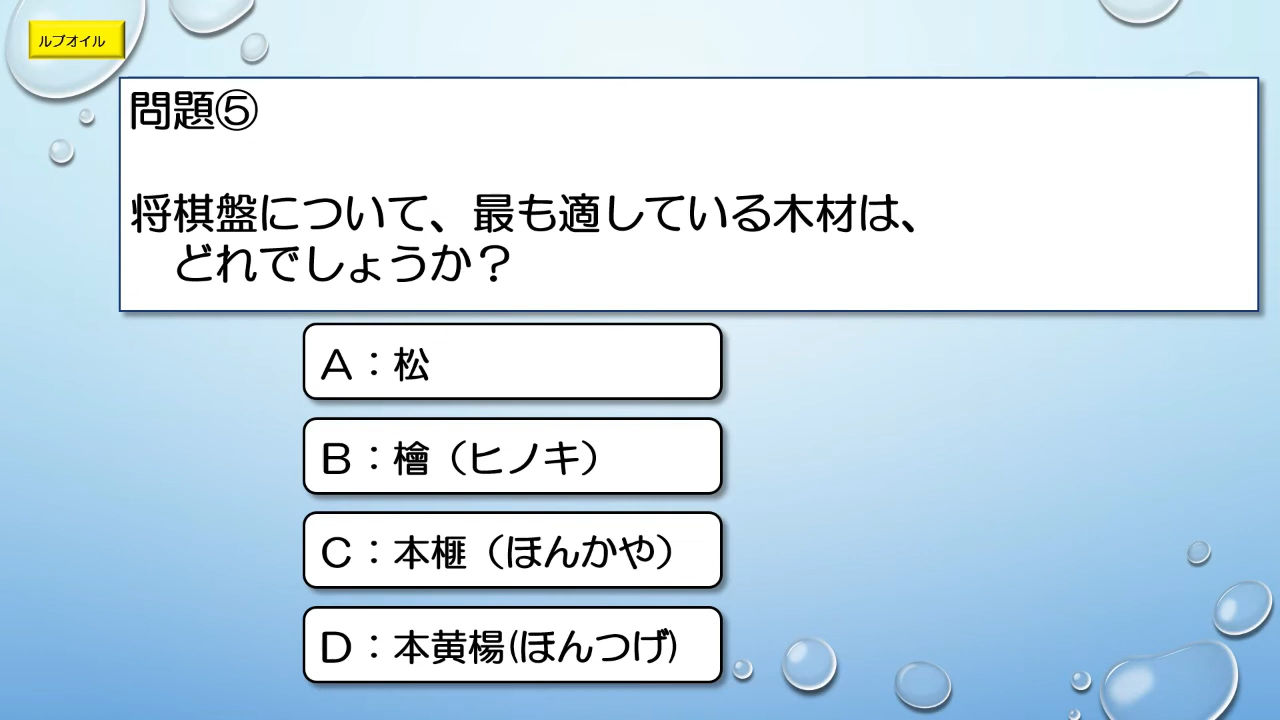 ルブオイル
問題⑤
将棋盤について、最も適している木材は、
どれでしょうか？
Ａ：松
Ｂ：檜（ヒノキ）
Ｃ：本榧（ほんかや）
Ｄ：本黄楊(ほんつげ)